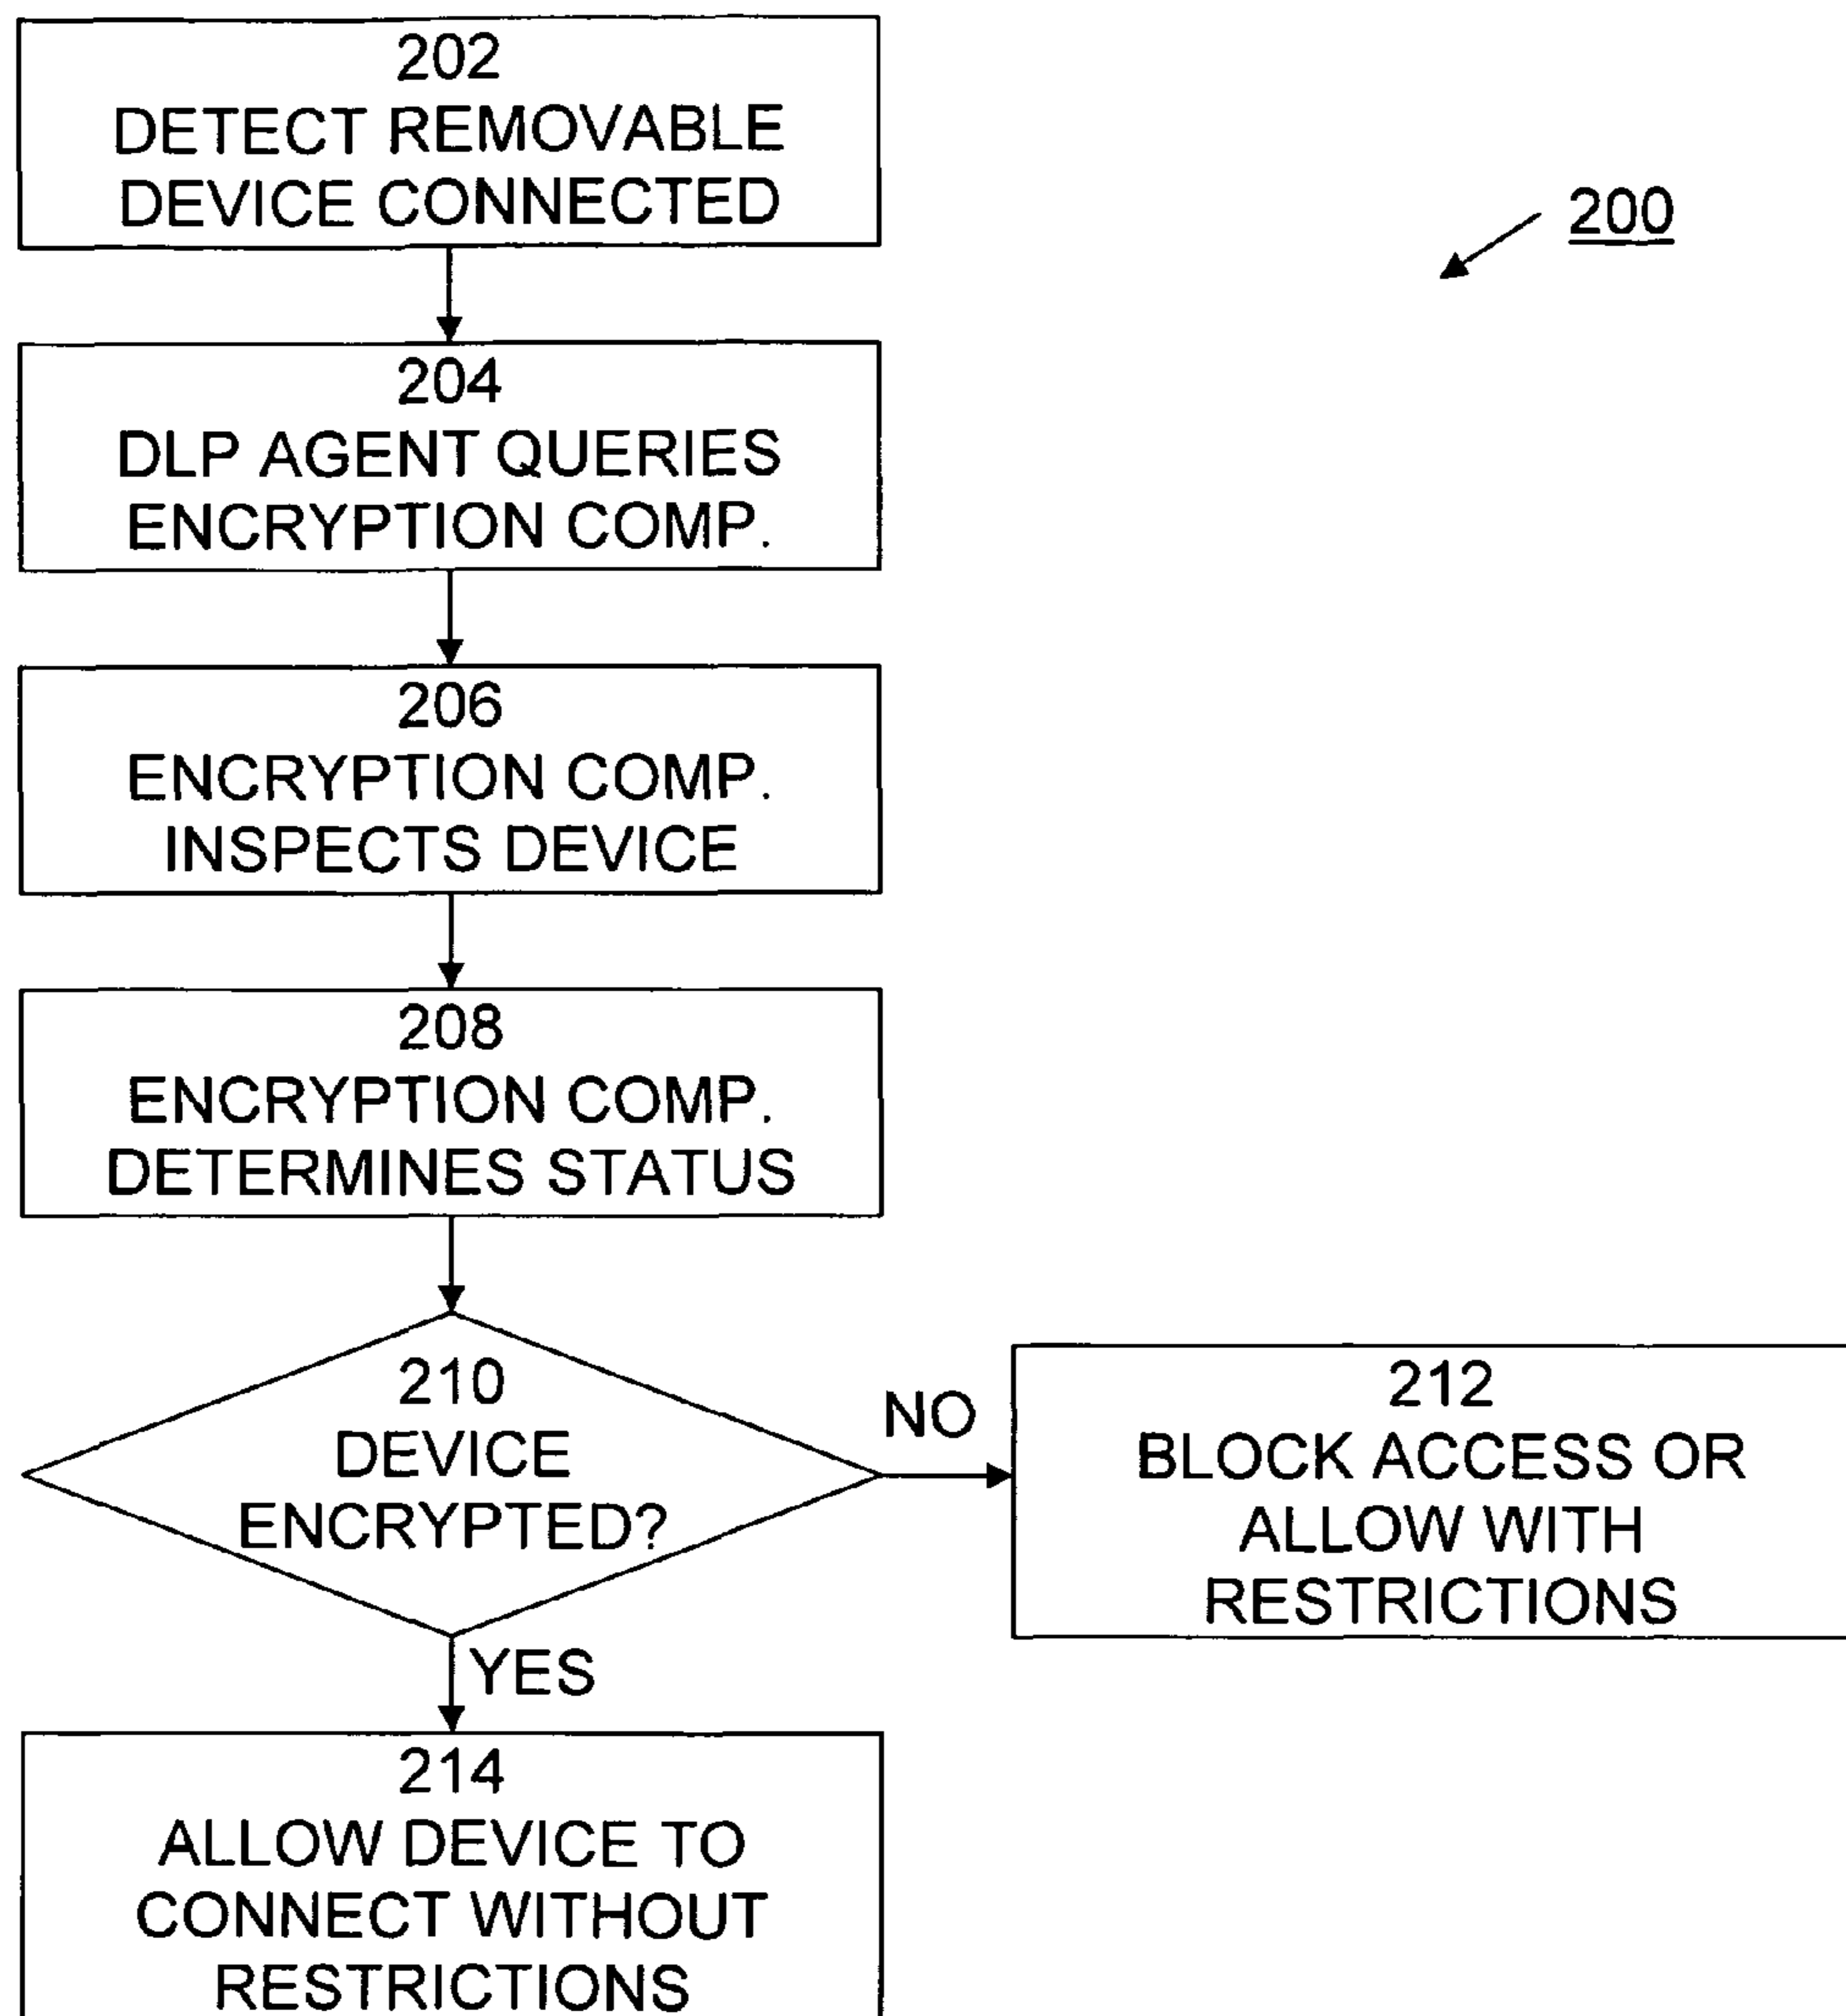 202
DETECT REMOVABLE
DEVICE CONNECTED
200
204
DLP AGENT QUERIES
ENCRYPTION COMP.
206
ENCRYPTION COMP.
INSPECTS DEVICE
208
ENCRYPTION COMP.
DETERMINES STATUS
210
DEVICE
ENCRYPTED?
NO
212
BLOCK ACCESS OR
ALLOW WITH
RESTRICTIONS
YES
214
ALLOW DEVICE TO
CONNECT WITHOUT
RESTRICTIONS